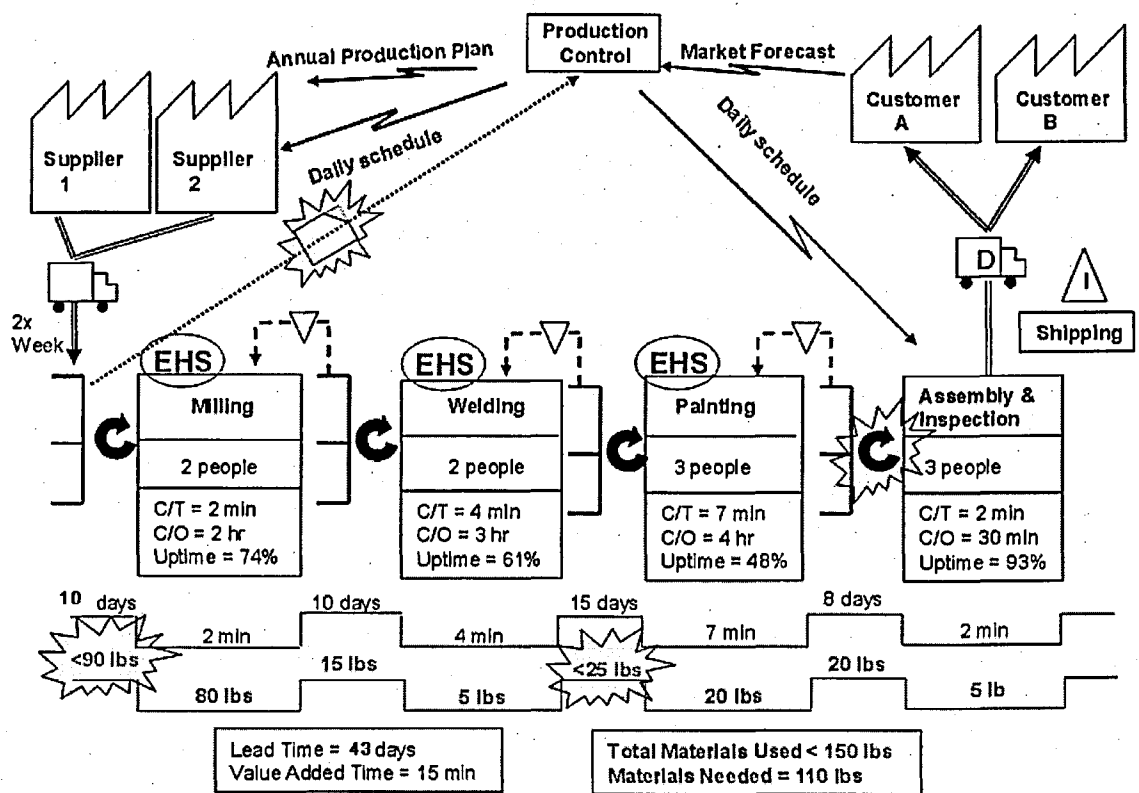 Production
Control
Annual Production Plan
Market Forecast
Customer
A
Customer
B
Supplier
1
Supplier
2
Daily schedule
Daily schedule
D
I
Shipping
2x
Week
EHS
Milling
2 people
C/T = 2 min
C/O = 2 hr
Uptime = 74%
EHS
Welding
2 people
C/T = 4 min
C/O = 3 hr
Uptime = 61%
EHS
Painting
3 people
C/T = 7 min
C/O = 4 hr
Uptime = 48%
Assembly &
Inspection
3 people
C/T = 2 min
C/O = 30 min
Uptime = 93%
10 days
10 days
15 days
8 days
2 min
4 min
7 min
2 min
<90 lbs
15 lbs
<25 lbs
20 lbs
80 lbs
5 lbs
20 lbs
5 lb
Lead Time = 43 days
Value Added Time = 15 min
Total Materials Used < 150 lbs
Materials Needed = 110 lbs